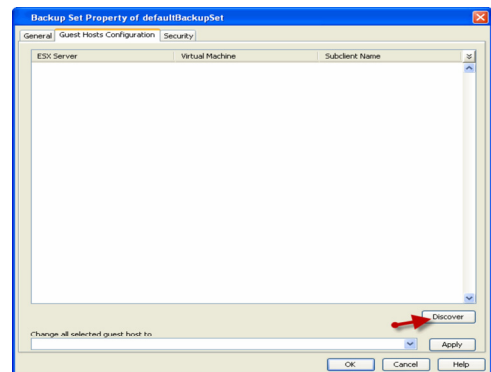 Backup Set Property of defaultBackupSet
General Guest Hosts Configuration Security
ESX Server Virtual Machine Subclient Name
Discover
Change all selected guest host to
Apply
OK Cancel Help